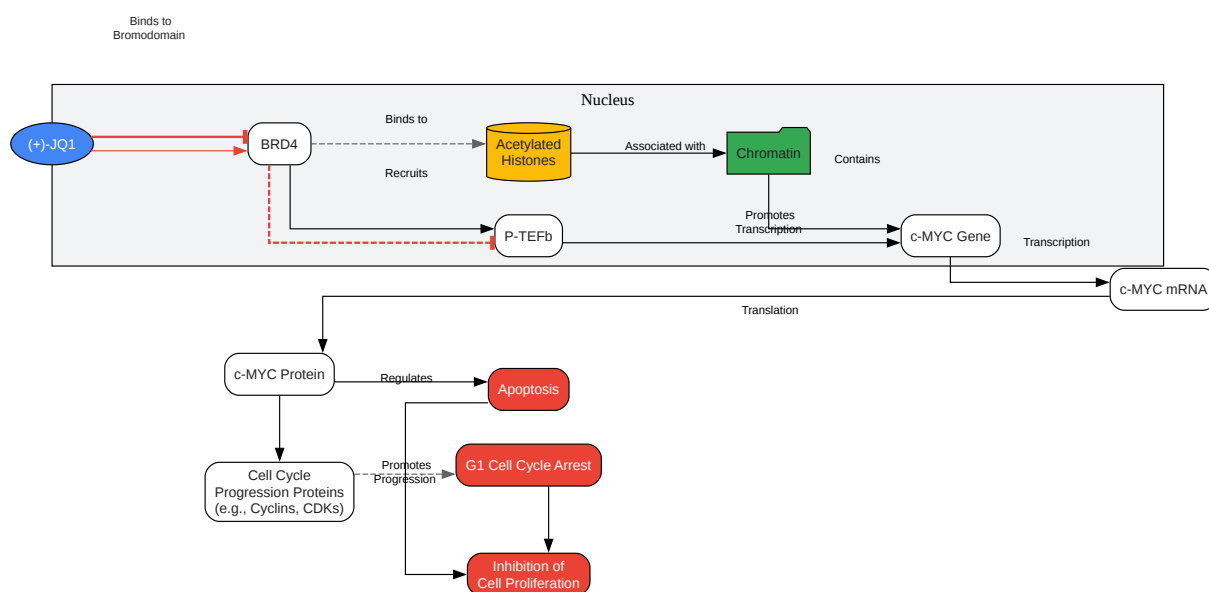 Binds to
Bromodomain
Nucleus
(+)-JQ1
BRD4
Binds to
Acetylated
Histones
Associated with
Chromatin
Contains
Recruits
P-TEFb
Promotes
Transcription
c-MYC Gene
Transcription
c-MYC mRNA
Translation
c-MYC Protein
Regulates
Apoptosis
Cell Cycle
Progression Proteins
(e.g., Cyclins, CDKs)
Promotes
Progression
G1 Cell Cycle Arrest
Inhibition of
Cell Proliferation